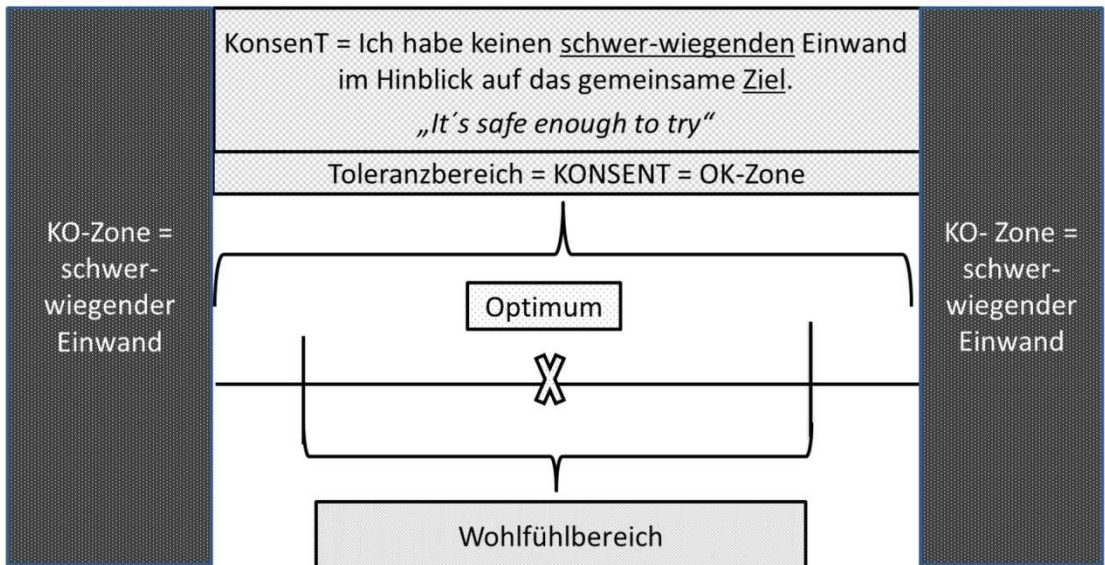 KonsenT = Ich habe keinen schwer-wiegenden Einwand
im Hinblick auf das gemeinsame Ziel.
„It´s safe enough to try“
Toleranzbereich = KONSENT = OK-Zone
KO-Zone =
schwer-
wiegender
Einwand
Optimum
X
Wohlfühlbereich
KO- Zone =
schwer-
wiegender
Einwand